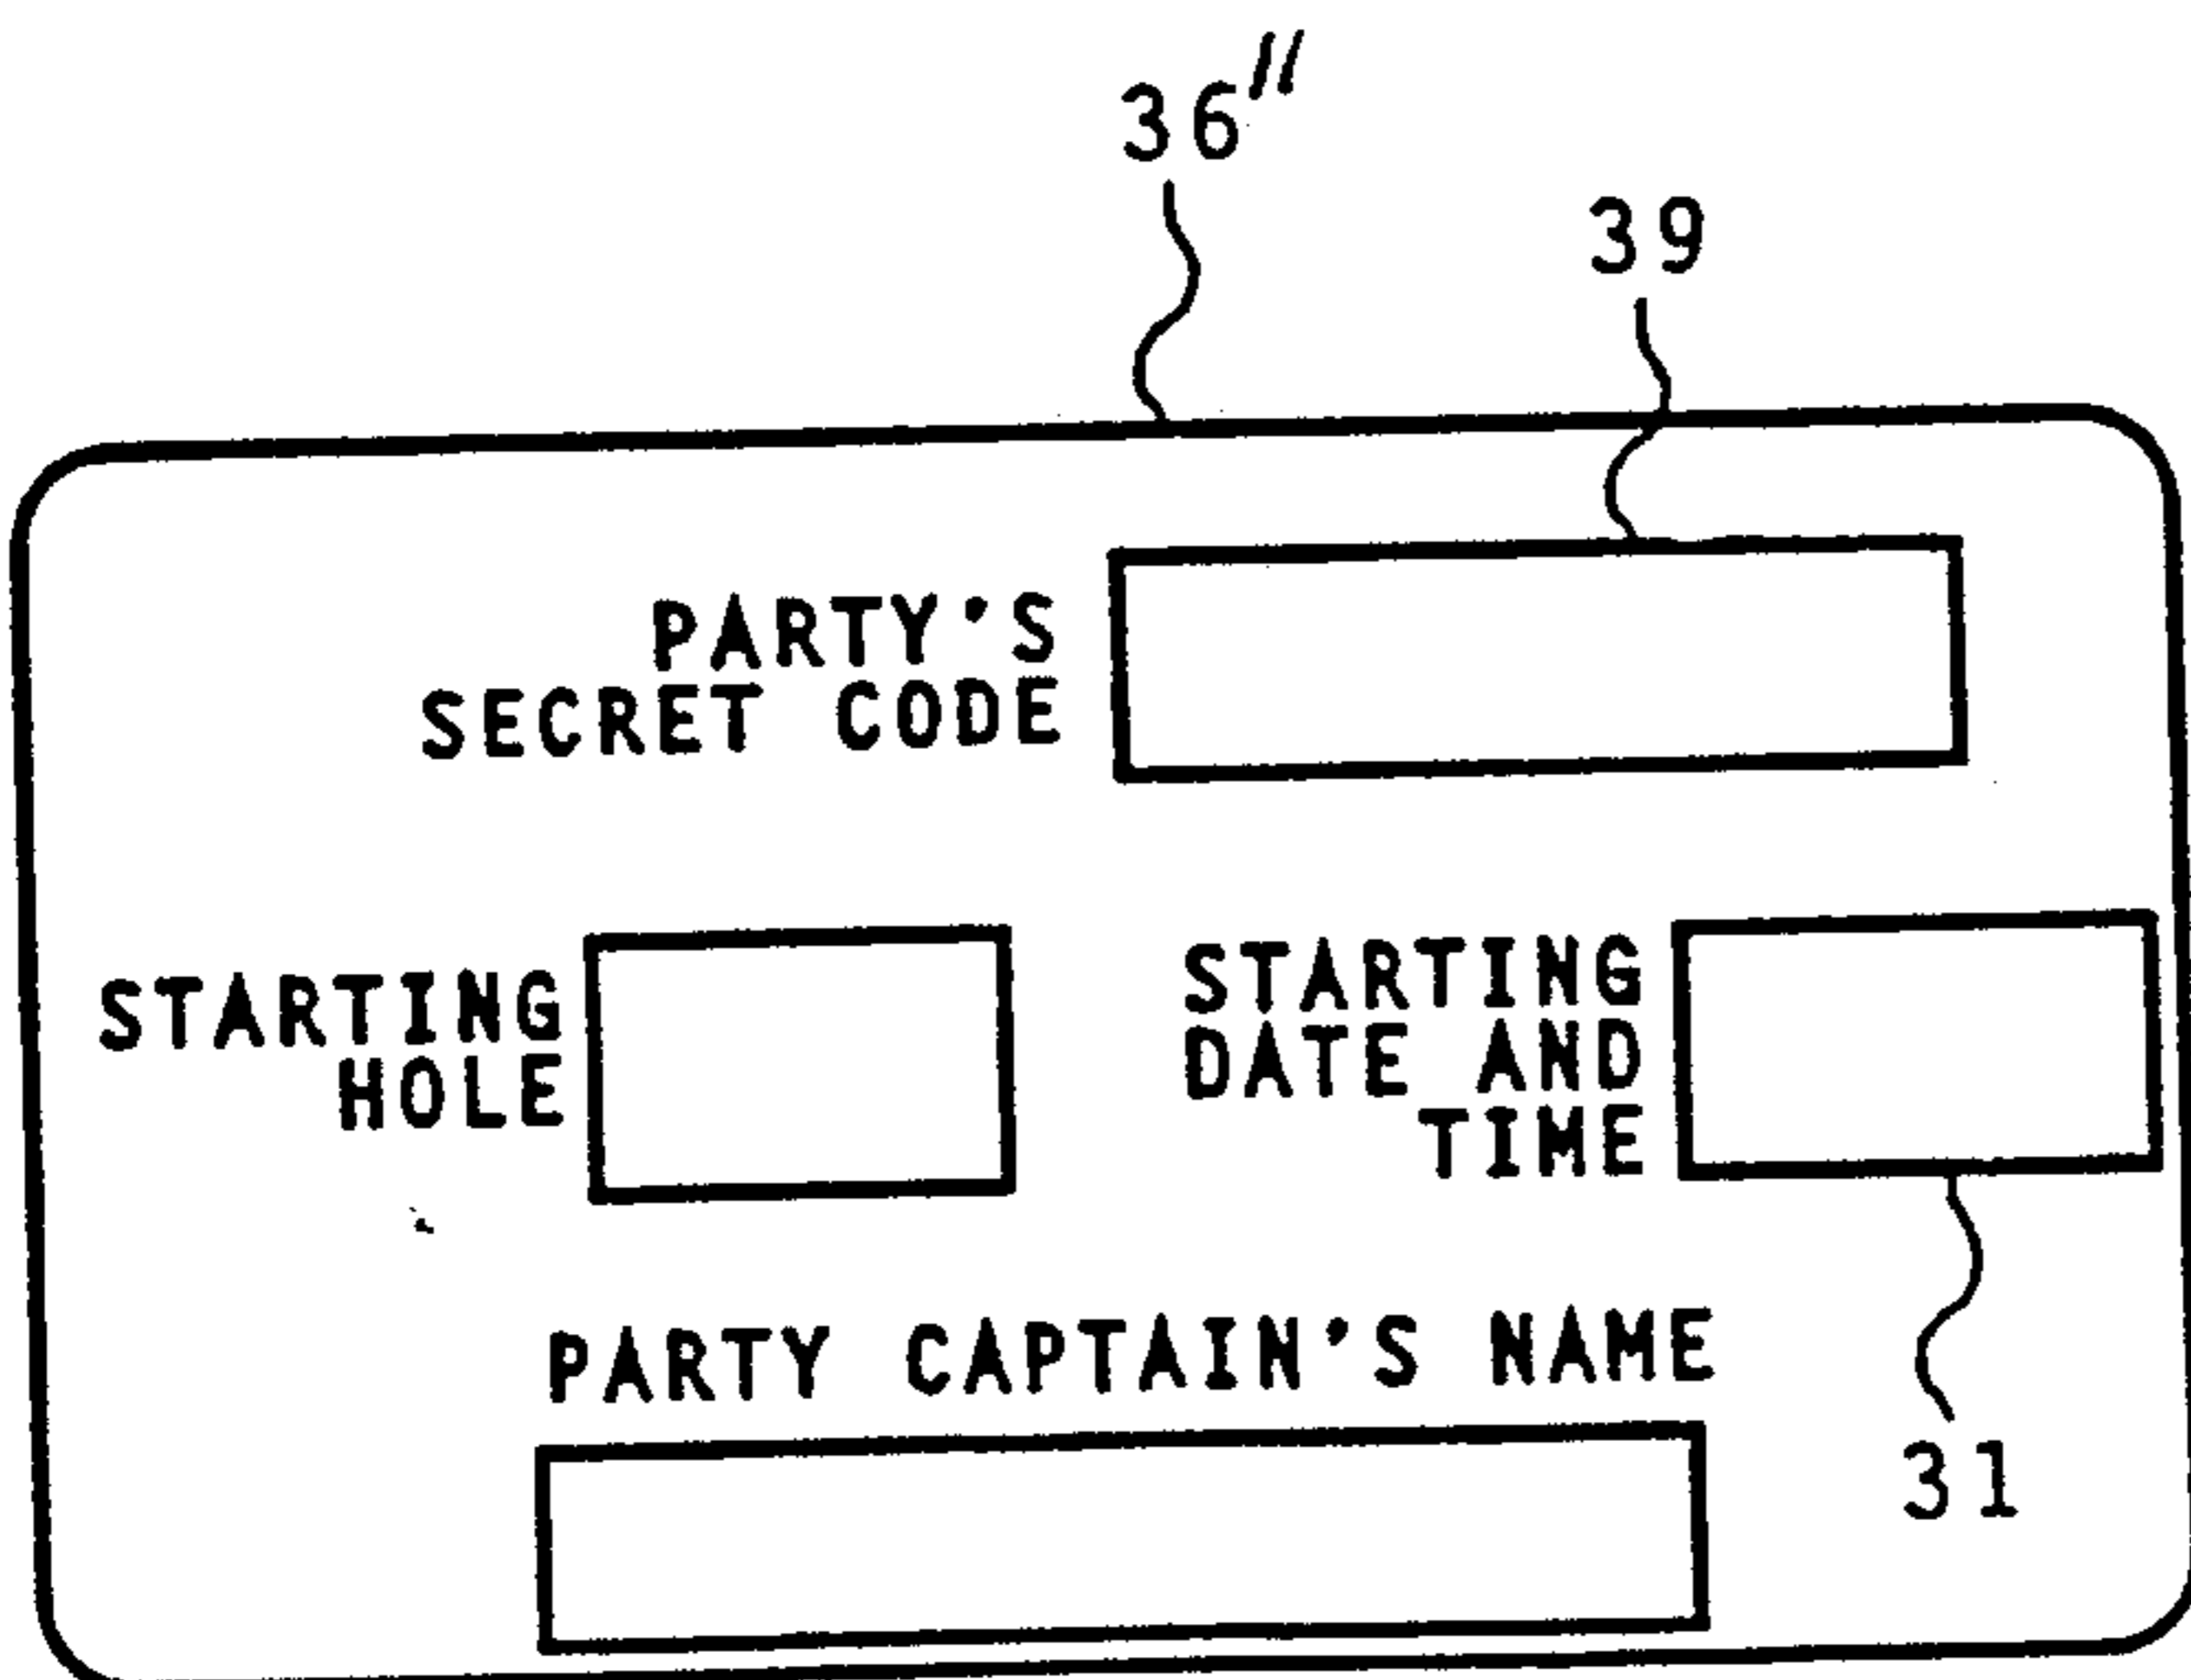 36"
39
PARTY'S
SECRET CODE
STARTING
HOLE
STARTING
DATE AND
TIME
PARTY CAPTAIN'S NAME
31